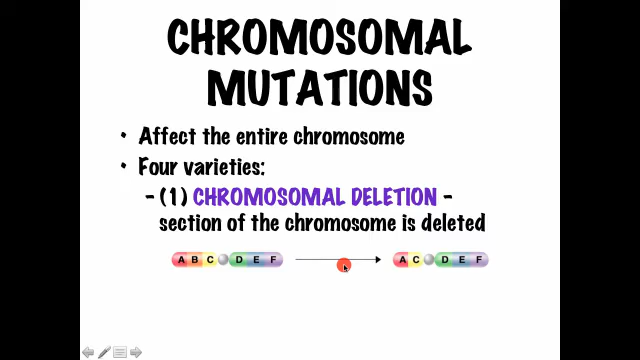 CHROMOSOMAL
MUTATIONS
• Affect the entire chromosome
• Four varieties:
– (1) CHROMOSOMAL DELETION –
section of the chromosome is deleted
A B C D E F A C D E F